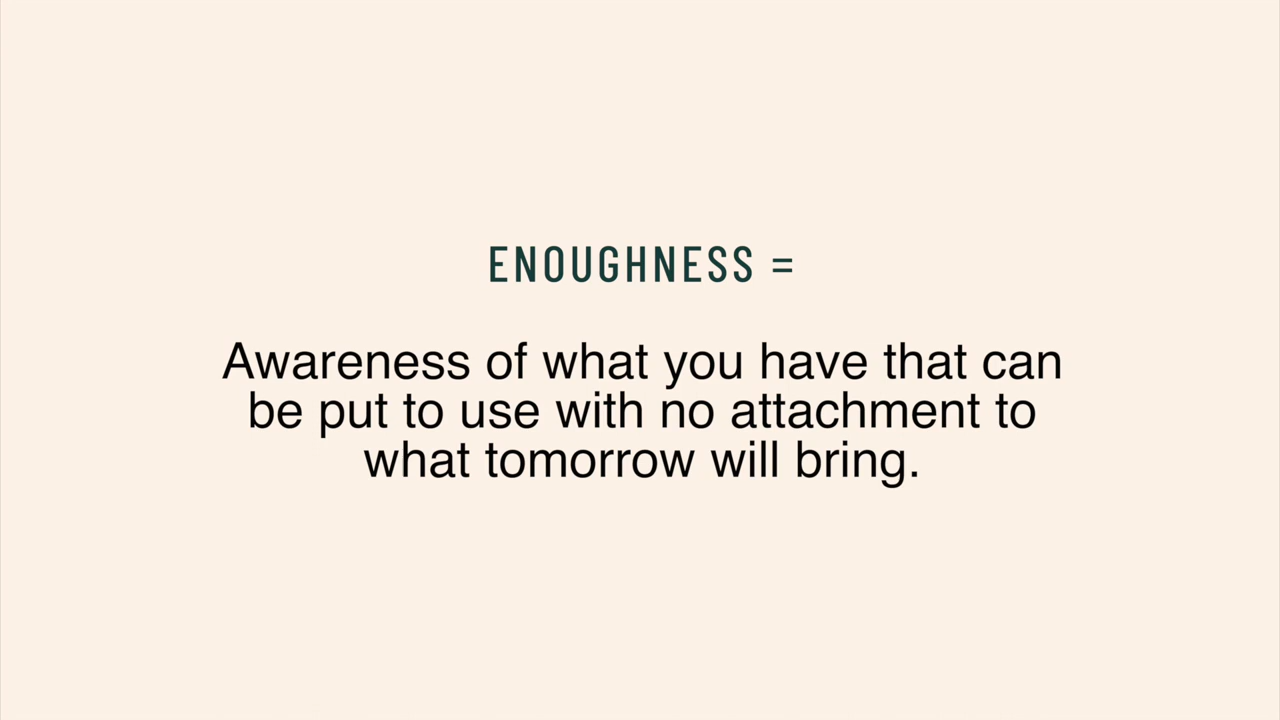 ENOUGHNESS =
Awareness of what you have that can
be put to use with no attachment to
what tomorrow will bring.